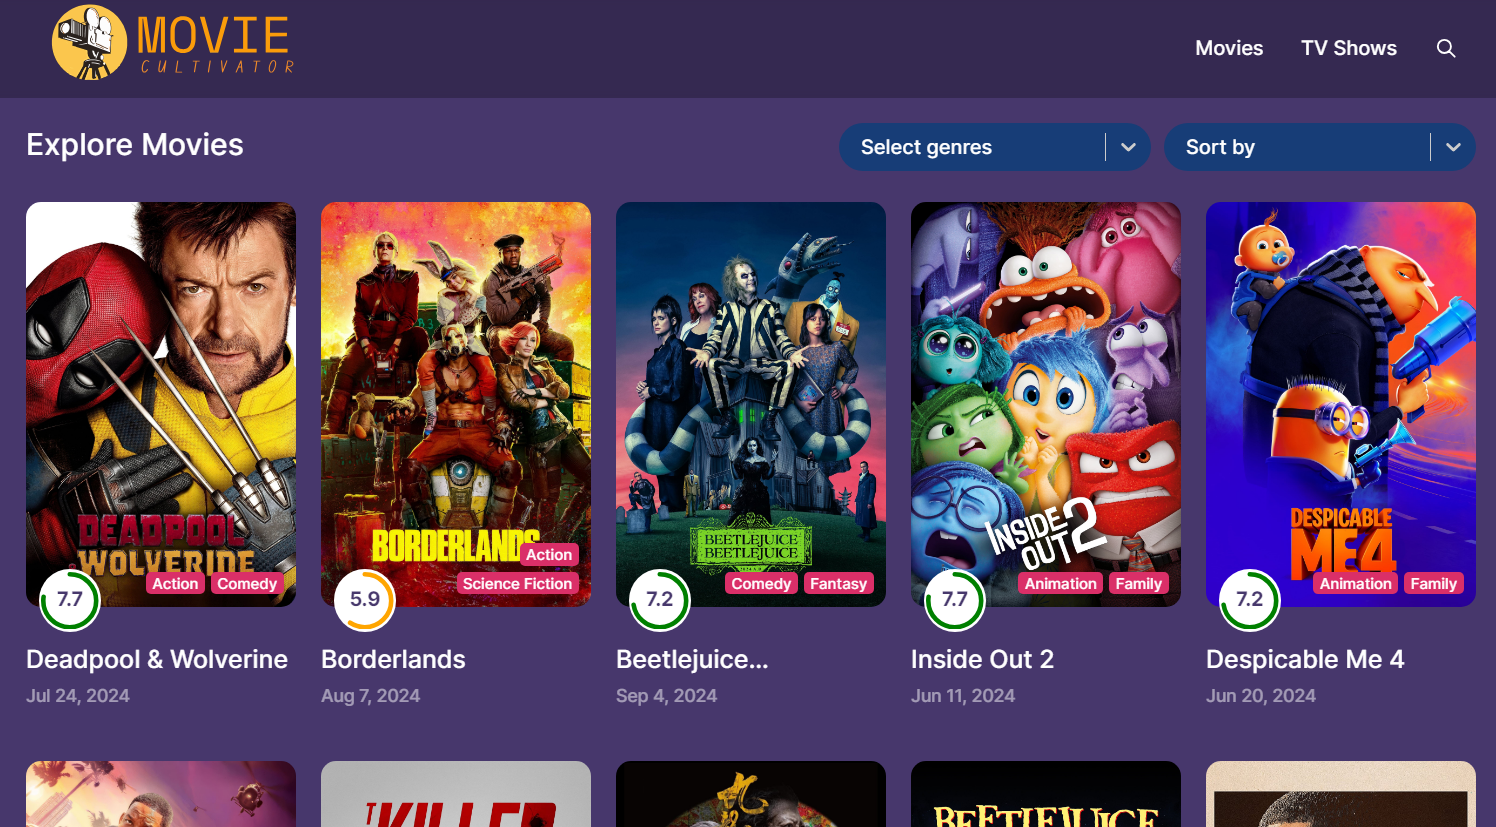 MOVIE
CULTIVATOR
Movies
TV Shows
Explore Movies
Select genres
Sort by
DEADPOOL
WOLVERINE
Action
Comedy
7.7
BORDERLANDS
Action
Science Fiction
5.9
BEETLEJUICE
BEETLEJUICE
Comedy
Fantasy
7.2
INSIDE
OUT 2
Animation
Family
7.7
DESPICABLE
ME 4
Animation
Family
7.2
Deadpool & Wolverine
Jul 24, 2024
Borderlands
Aug 7, 2024
Beetlejuice...
Sep 4, 2024
Inside Out 2
Jun 11, 2024
Despicable Me 4
Jun 20, 2024
KILLER
BEETLEJUICE